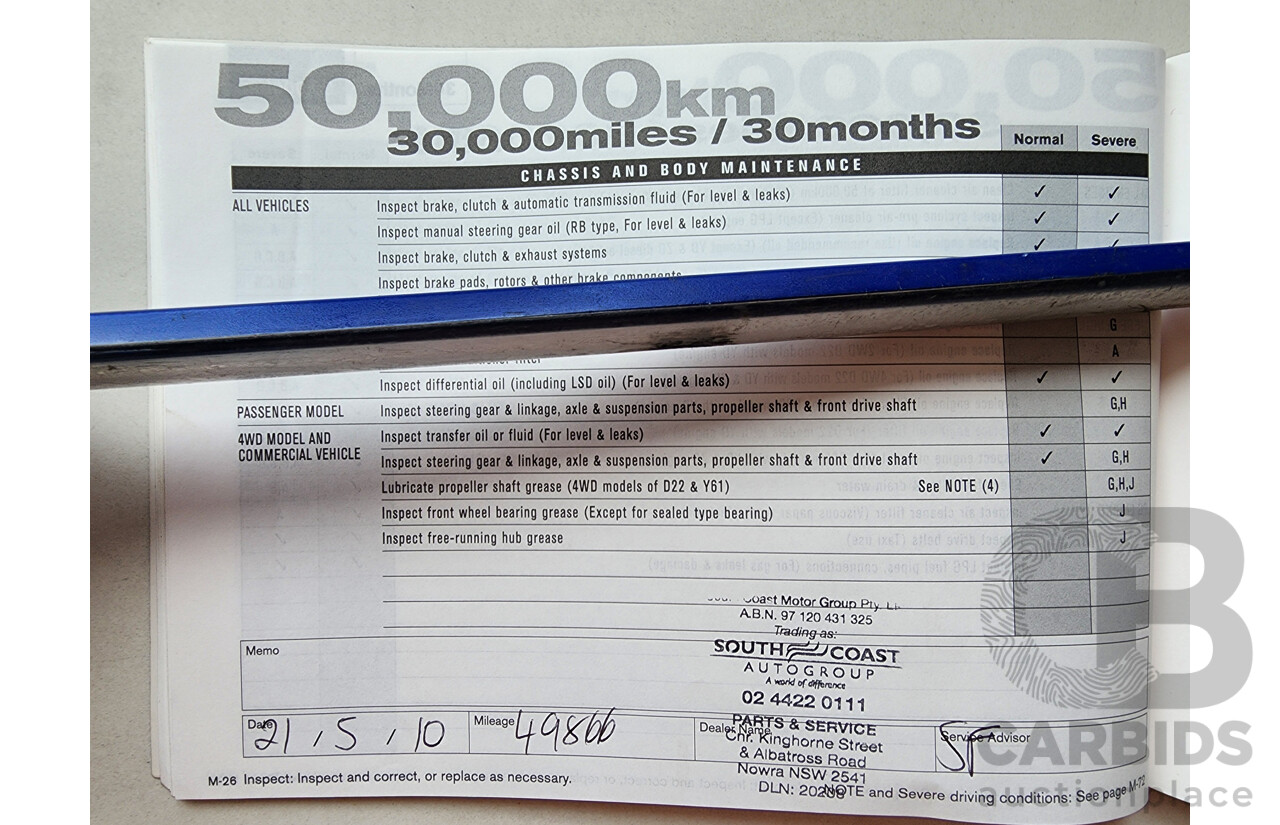 50,000km
30,000miles / 30months
Normal Severe
CHASSIS AND BODY MAINTENANCE
ALL VEHICLES Inspect brake, clutch & automatic transmission fluid (For level & leaks) ✓ ✓
Inspect manual steering gear oil (RB type, For level & leaks) ✓ ✓
Inspect brake, clutch & exhaust systems ✓ ✓
Inspect brake pads, rotors & other brake components
G
A
Inspect differential oil (including LSD oil) (For level & leaks) ✓ ✓
PASSENGER MODEL Inspect steering gear & linkage, axle & suspension parts, propeller shaft & front drive shaft G,H
4WD MODEL AND
COMMERCIAL VEHICLE
Inspect transfer oil or fluid (For level & leaks) ✓ ✓
Inspect steering gear & linkage, axle & suspension parts, propeller shaft & front drive shaft ✓ G,H
Lubricate propeller shaft grease (4WD models of D22 & Y61) See NOTE (4) G,H,J
Inspect front wheel bearing grease (Except for sealed type bearing) J
Inspect free-running hub grease J
Coast Motor Group Pty
A.B.N. 97 120 431 325
Trading as:
SOUTH COAST
AUTOGROUP
A world of difference
02 4422 0111
PARTS & SERVICE
Cnr. Kinghorne Street
& Albatross Road
Nowra NSW 2541
DLN:
Memo
Date 21 / 5 / 10 Mileage 49866 Dealer Name Service Advisor
M-26 Inspect: Inspect and correct, or replace as necessary.
NOTE and Severe driving conditions: See page M-72
CB
CARBIDS
auctionplace